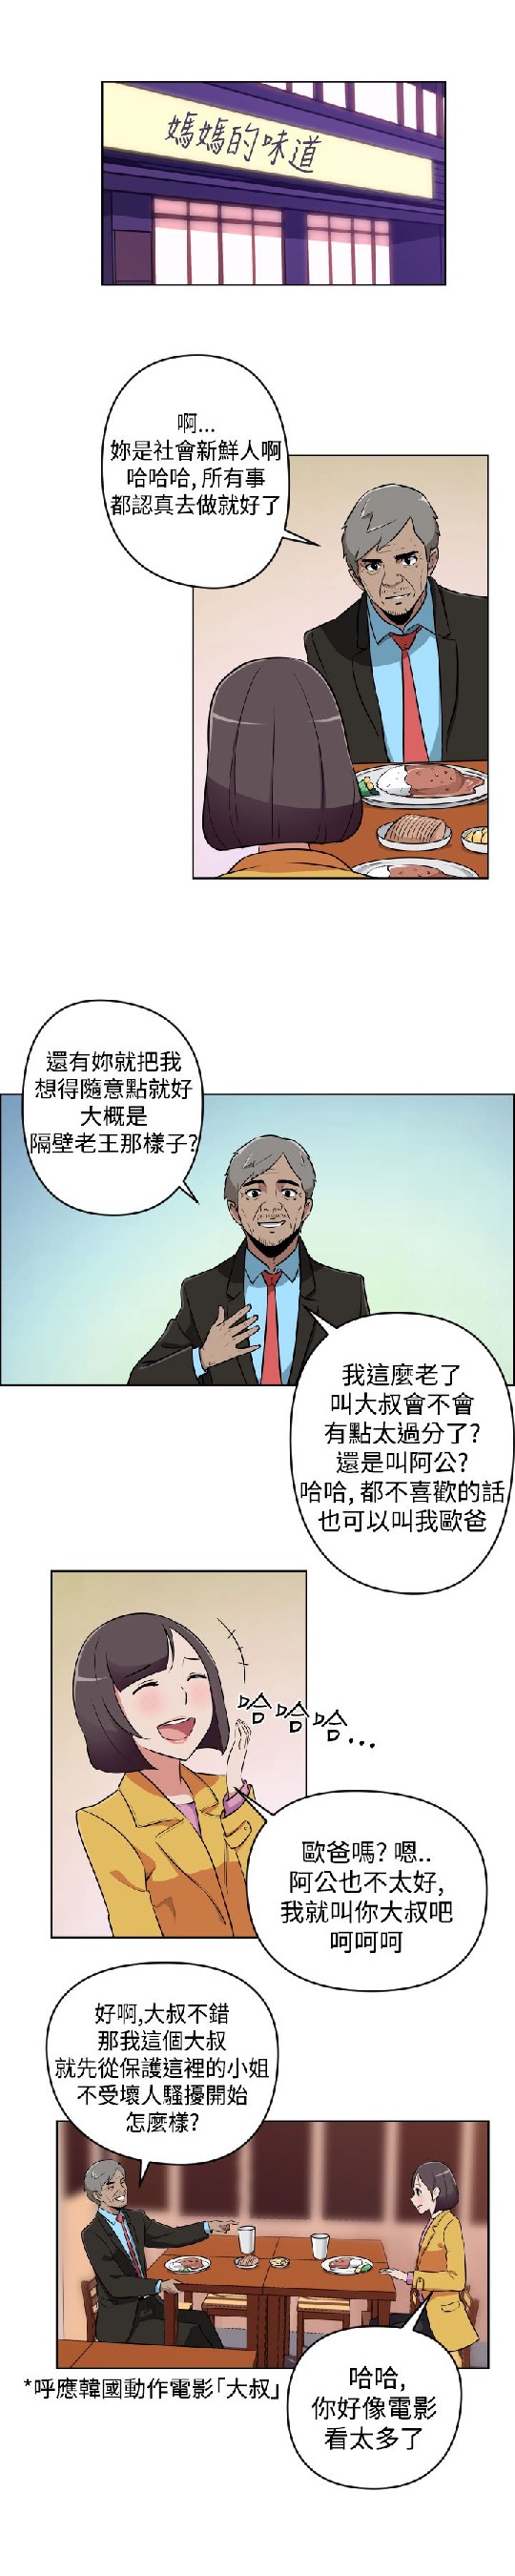 媽媽的味道
啊...
妳是社會新鮮人啊
哈哈哈, 所有事
都認真去做就好了
還有妳就把我
想得隨意點就好
大概是
隔壁老王那樣子?
我這麼老了
叫大叔會不會
有點太過分了?
還是叫阿公?
哈哈, 都不喜歡的話
也可以叫我歐爸
哈哈哈...
歐爸嗎? 嗯..
阿公也不太好,
我就叫你大叔吧
呵呵呵
好啊,大叔不錯
那我這個大叔
就先從保護這裡的小姐
不受壞人騷擾開始
怎麼樣?
*呼應韓國動作電影「大叔」
哈哈,
你好像電影
看太多了